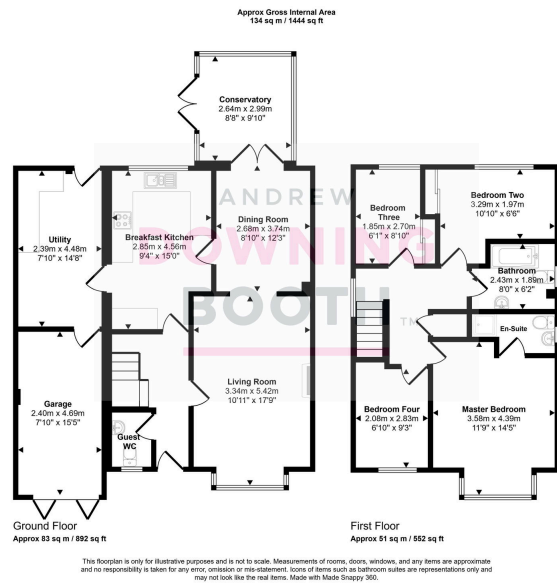 Approx Gross Internal Area
134 sq m / 1444 sq ft
Conservatory
2.64m x 2.99m
8'8" x 9'10"
ANDREW
DOWNING
BOOTH
TM
Utility
2.39m x 4.48m
7'10" x 14'8"
Breakfast Kitchen
2.85m x 4.56m
9'4" x 15'0"
Dining Room
2.68m x 3.74m
8'10" x 12'3"
Garage
2.40m x 4.69m
7'10" x 15'5"
Guest
WC
Living Room
3.34m x 5.42m
10'11" x 17'9"
Ground Floor
Approx 83 sq m / 892 sq ft
Bedroom
Three
1.85m x 2.70m
6'1" x 8'10"
Bedroom Two
3.29m x 1.97m
10'10" x 6'6"
Bathroom
2.43m x 1.89m
8'0" x 6'2"
En-Suite
Bedroom Four
2.08m x 2.83m
6'10" x 9'3"
Master Bedroom
3.58m x 4.39m
11'9" x 14'5"
First Floor
Approx 51 sq m / 552 sq ft
This floorplan is only for illustrative purposes and is not to scale. Measurements of rooms, doors, windows, and any items are approximate
and no responsibility is taken for any error, omission or mis-statement. Icons of items such as bathroom suites are representations only and
may not look like the real items. Made with Made Snappy 360.